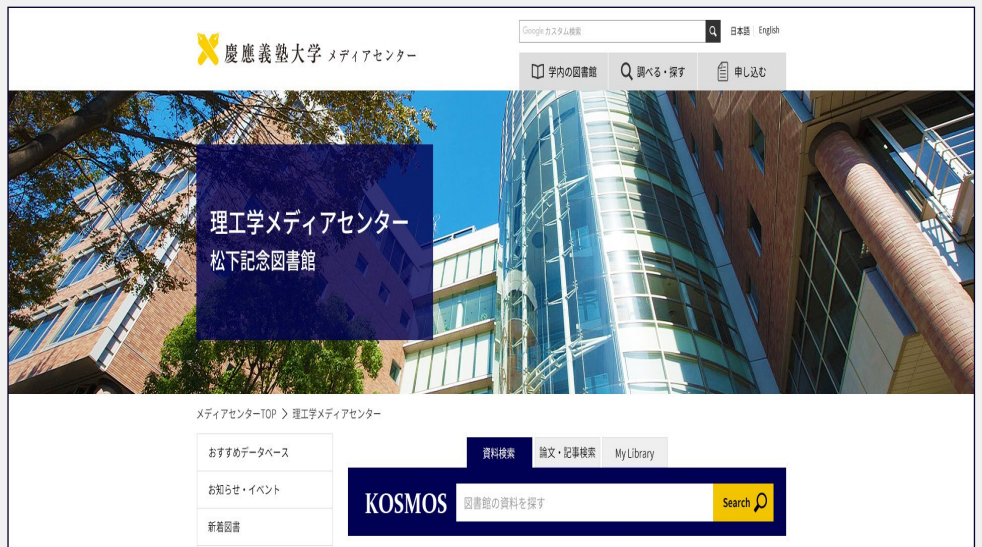 Google カスタム検索
日本語 English
慶應義塾大学 メディアセンター
学内の図書館 調べる・探す 申し込む
理工学メディアセンター
松下記念図書館
メディアセンターTOP > 理工学メディアセンター
おすすめデータベース
お知らせ・イベント
新着図書
資料検索 論文・記事検索 My Library
KOSMOS 図書館の資料を探す Search